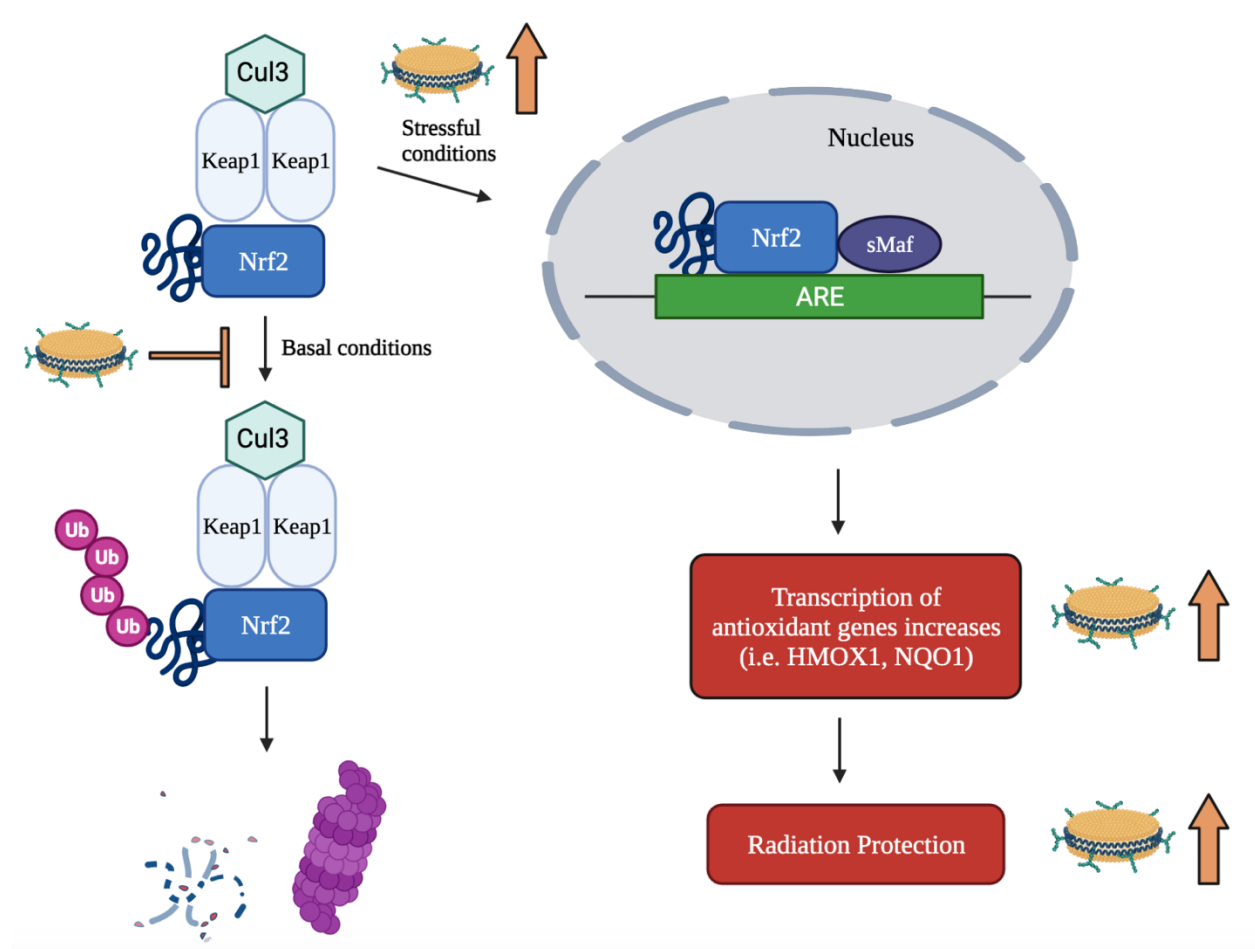 Cul3
Keap1 Keap1
Nrf2
Stressful
conditions
Nucleus
Nrf2
sMaf
ARE
Basal conditions
Cul3
Keap1 Keap1
Ub
Ub
Ub
Ub
Nrf2
Transcription of
antioxidant genes increases
(i.e. HMOX1, NQO1)
Radiation Protection